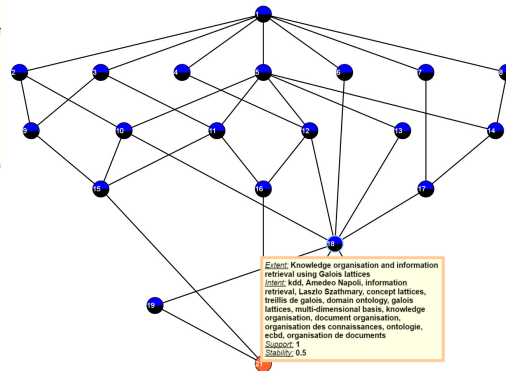 1
2 3 4 5 6 7 8
9 10 11 12 13 14
15 16 17
18
Extent: Knowledge organisation and information
retrieval using Galois lattices
Intent: kdd, Amedeo Napoli, information
retrieval, Laszlo Szathmary, concept lattices,
treillis de galois, domain ontology, galois
lattices, multi-dimensional basis, knowledge
organisation, document organisation,
organisation des connaissances, ontologie,
ecbd, organisation de documents
Support: 1
Stability: 0.5
19
21